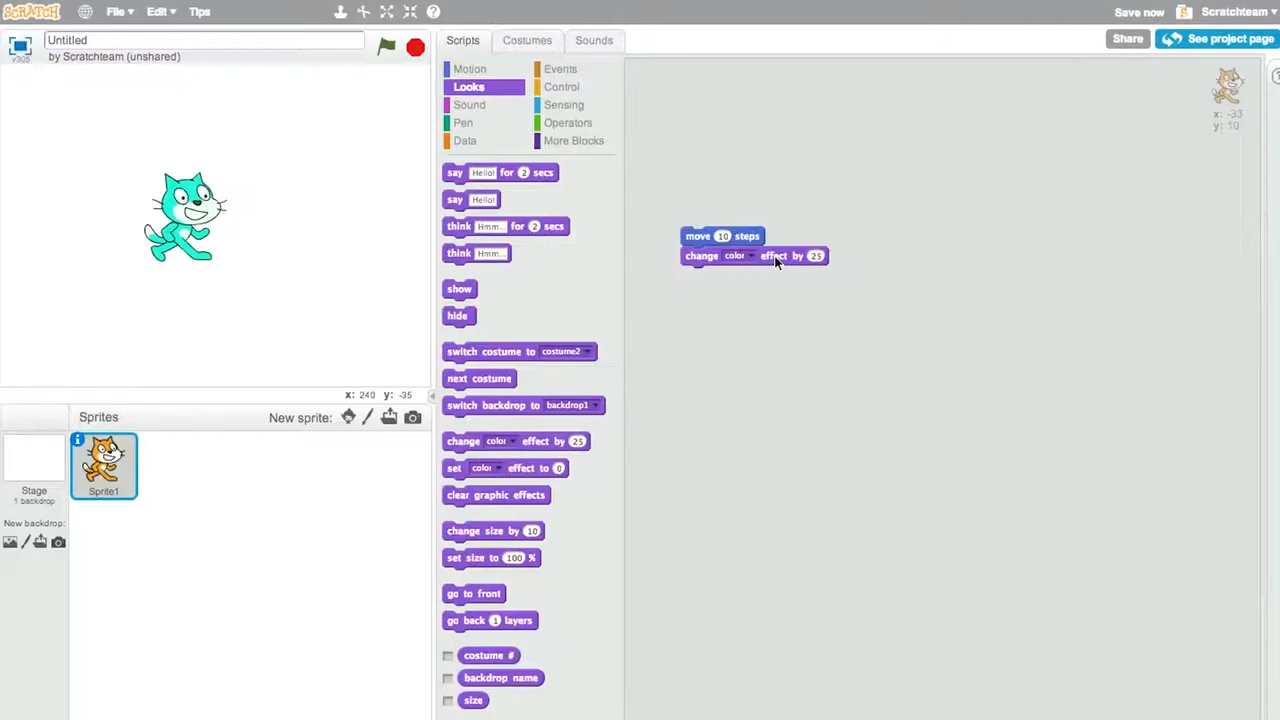 SCRATCH File Edit Tips Save now Scratchteam
Untitled
by Scratchteam (unshared)
v305
Scripts Costumes Sounds
Share See project page
Motion Events
Looks Control
Sound Sensing
Pen Operators
Data More Blocks
x: -33
y: 10
say Hello! for 2 secs
say Hello!
think Hmm... for 2 secs
think Hmm...
show
hide
switch costume to costume2
next costume
switch backdrop to backdrop1
change color effect by 25
set color effect to 0
clear graphic effects
change size by 10
set size to 100 %
go to front
go back 1 layers
costume #
backdrop name
size
move 10 steps
change color effect by 25
x: 240 y: -35
Sprites New sprite:
Stage
1 backdrop
New backdrop:
Sprite1